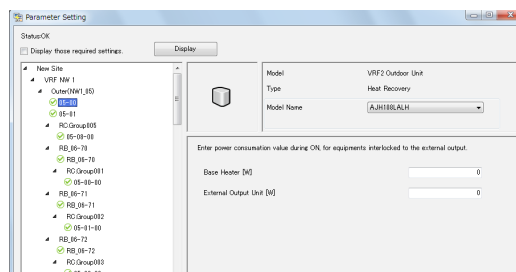 Parameter Setting
Status:OK
Display those required settings.
Display
New Site
VRF NW 1
Outer(NW1_05)
05-00
05-01
RC.Group005
05-08-00
RB_06-70
RB_06-70
RC.Group001
05-00-00
RB_06-71
RB_06-71
RC.Group002
05-01-00
RB_06-72
RB_06-72
RC.Group003
Model
VRF2 Outdoor Unit
Type
Heat Recovery
Model Name
AJH108LALH
Enter power consumation value during ON, for equipments interlocked to the external output.
Base Heater [W]
0
External Output Unit [W]
0